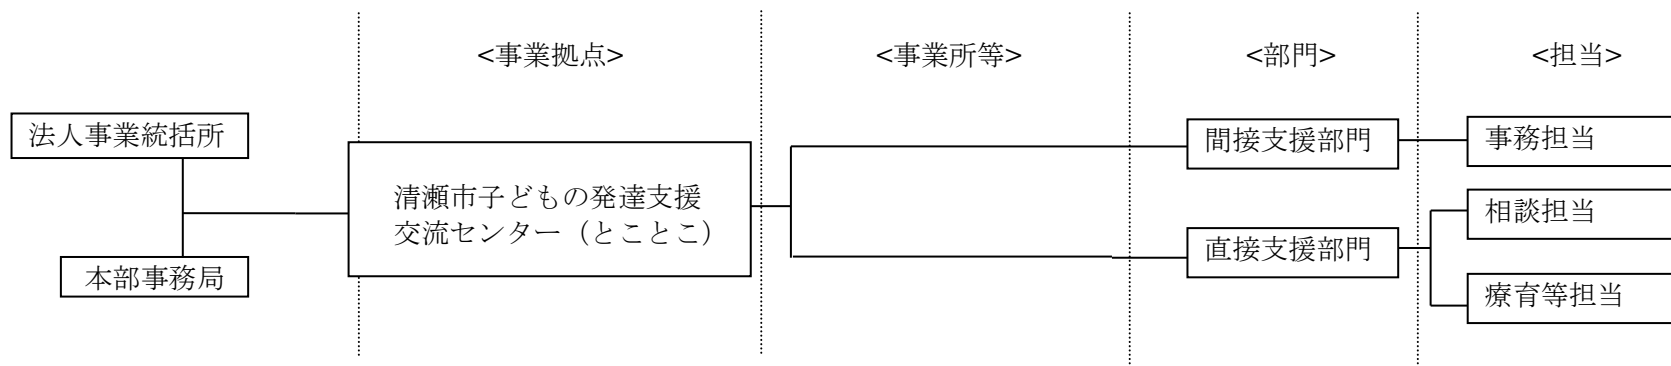 <事業拠点>
<事業所等>
<部門>
<担当>
法人事業統括所
本部事務局
清瀬市子どもの発達支援
交流センター（とことこ）
間接支援部門
直接支援部門
事務担当
相談担当
療育等担当